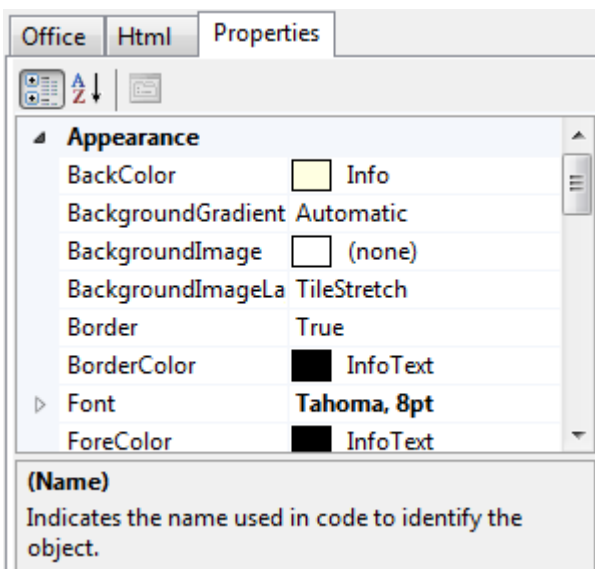 Office Html Properties
A Z
Appearance
BackColor Info
BackgroundGradient Automatic
BackgroundImage (none)
BackgroundImageLa TileStretch
Border True
BorderColor InfoText
Font Tahoma, 8pt
ForeColor InfoText
(Name)
Indicates the name used in code to identify the
object.